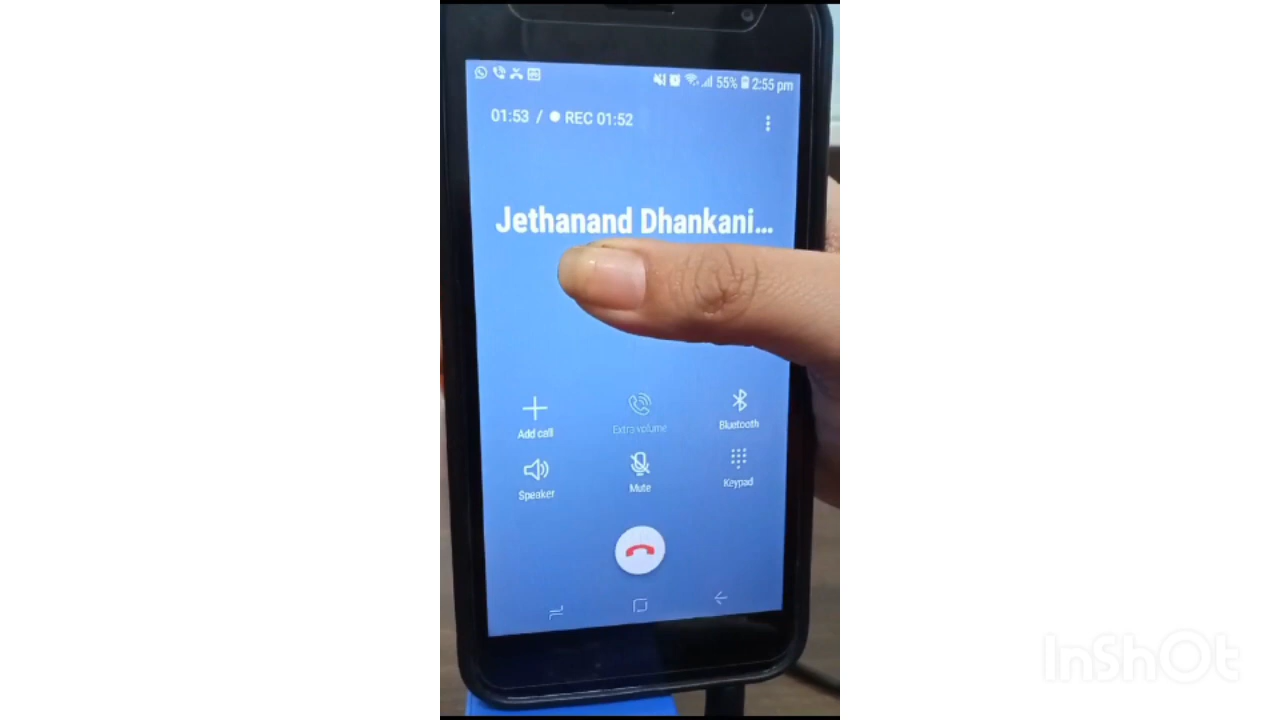 55% 2:55 pm
01:53 / REC 01:52
Jethanand Dhankani...
Add call
Extra volume
Bluetooth
Speaker
Mute
Keypad
InShOt